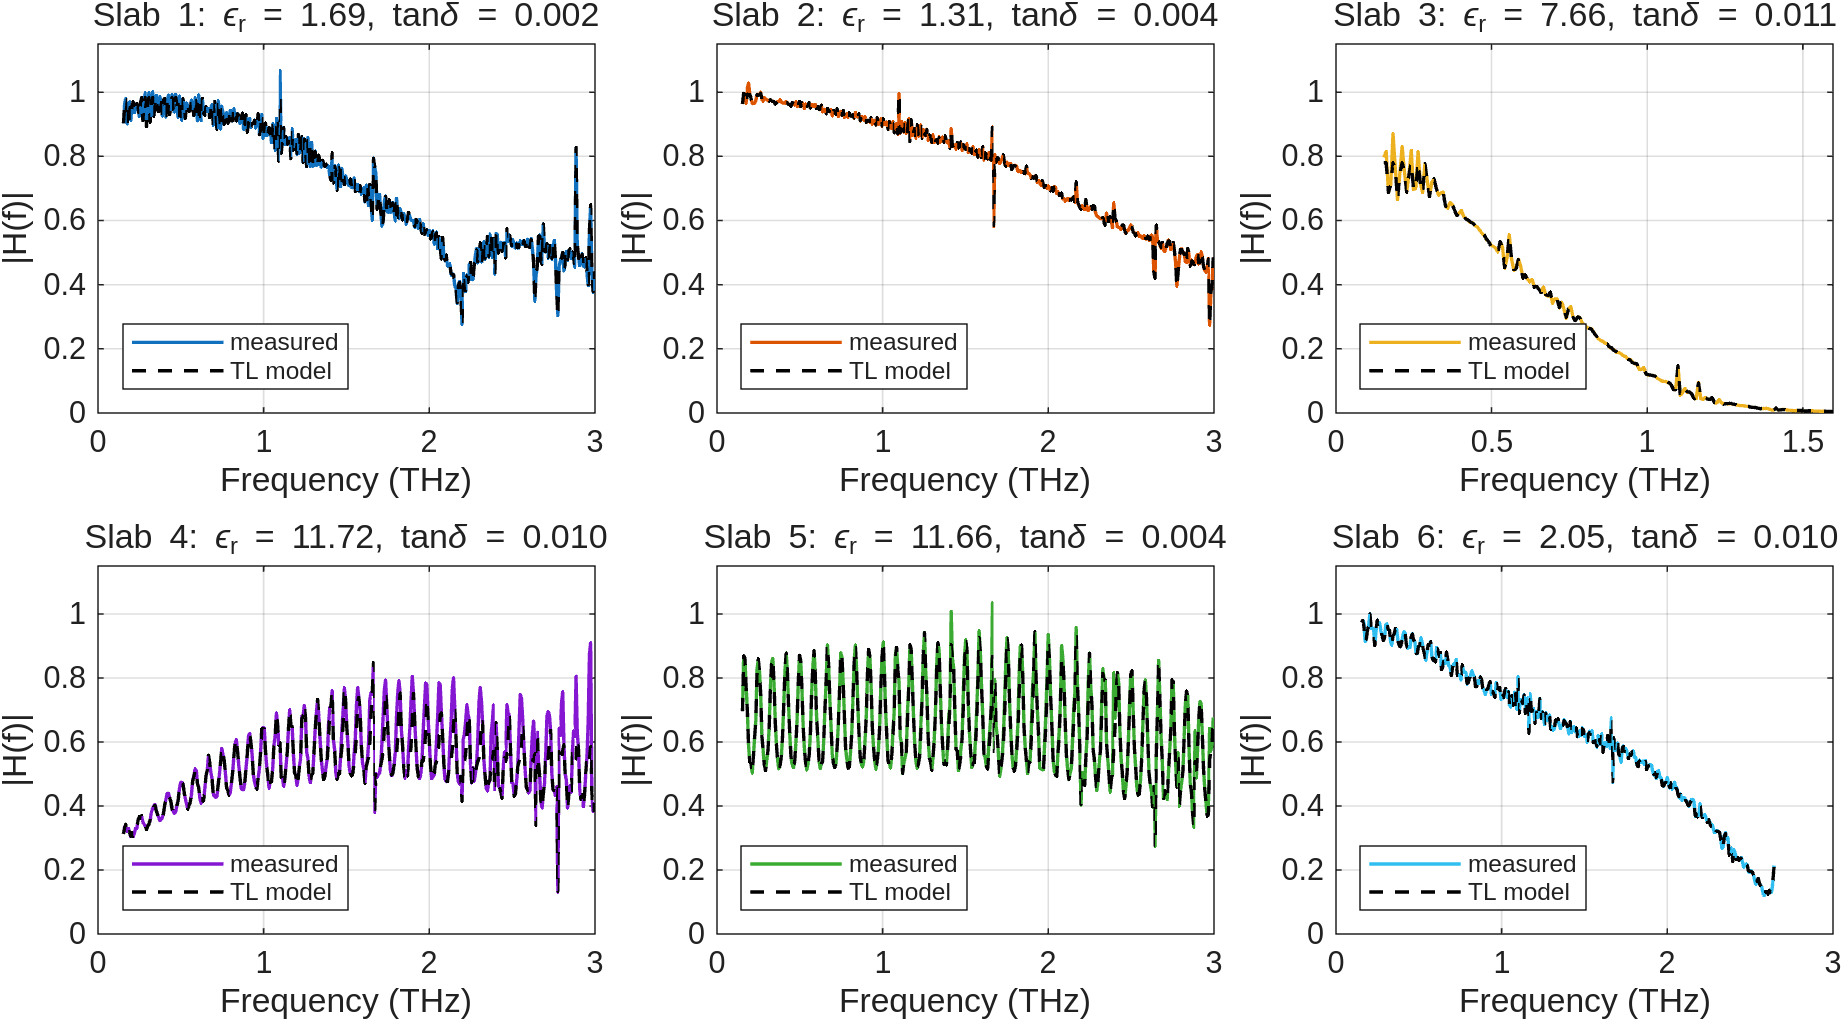 Slab 1: ϵr = 1.69, tanδ = 0.002
|H(f)|
1
0.8
0.6
0.4
0.2
0
measured
TL model
0 1 2 3
Frequency (THz)
Slab 2: ϵr = 1.31, tanδ = 0.004
|H(f)|
1
0.8
0.6
0.4
0.2
0
measured
TL model
0 1 2 3
Frequency (THz)
Slab 3: ϵr = 7.66, tanδ = 0.011
|H(f)|
1
0.8
0.6
0.4
0.2
0
measured
TL model
0 0.5 1 1.5
Frequency (THz)
Slab 4: ϵr = 11.72, tanδ = 0.010
|H(f)|
1
0.8
0.6
0.4
0.2
0
measured
TL model
0 1 2 3
Frequency (THz)
Slab 5: ϵr = 11.66, tanδ = 0.004
|H(f)|
1
0.8
0.6
0.4
0.2
0
measured
TL model
0 1 2 3
Frequency (THz)
Slab 6: ϵr = 2.05, tanδ = 0.010
|H(f)|
1
0.8
0.6
0.4
0.2
0
measured
TL model
0 1 2 3
Frequency (THz)